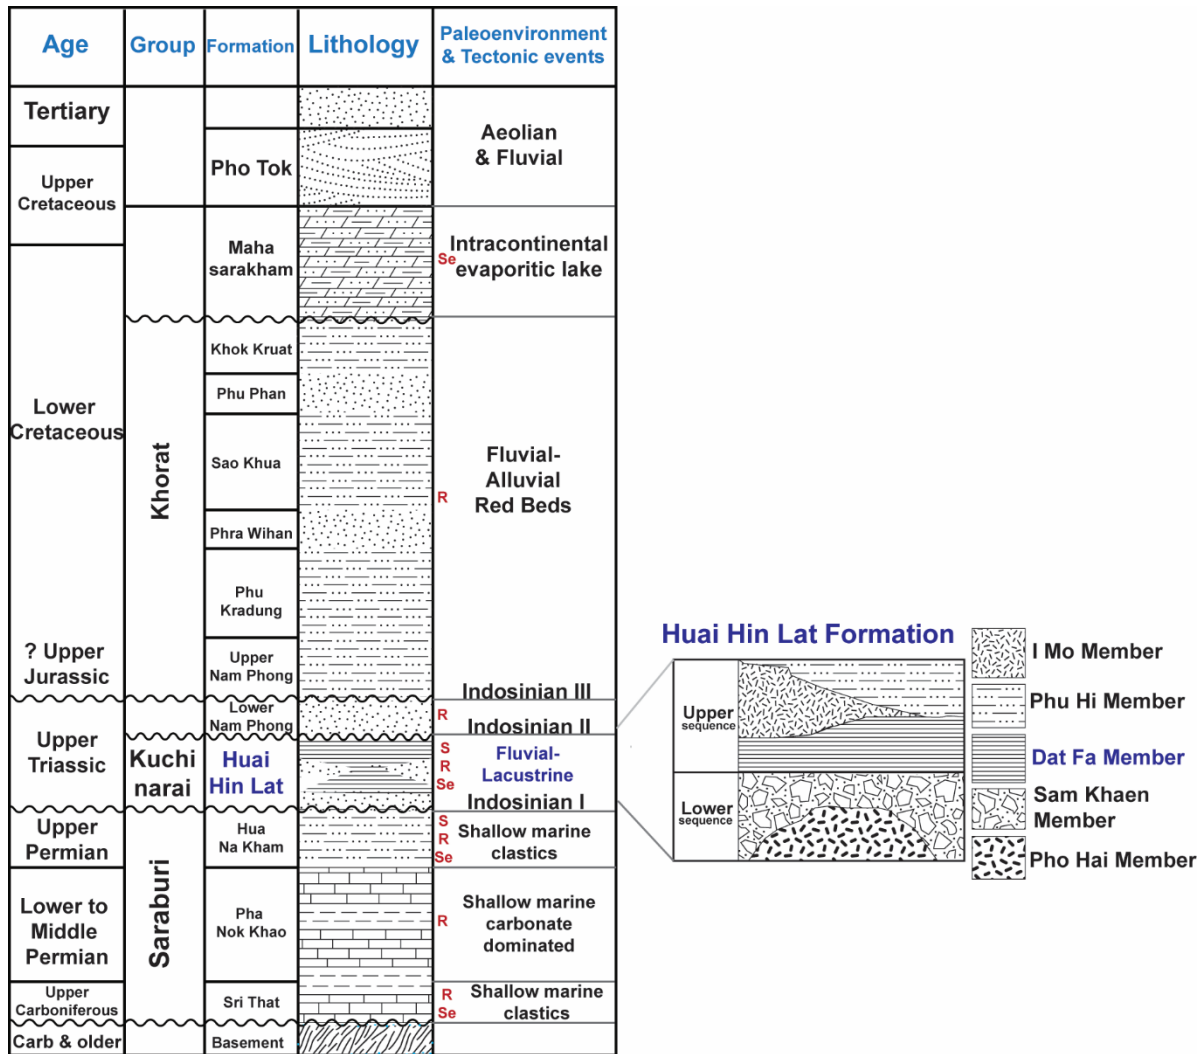 Age
Group
Formation
Lithology
Paleoenvironment
& Tectonic events
Tertiary
Upper
Cretaceous
Lower
Cretaceous
? Upper
Jurassic
Upper
Triassic
Upper
Permian
Lower to
Middle
Permian
Upper
Carboniferous
Carb & older
Khorat
Kuchi
narai
Saraburi
Pho Tok
Maha
sarakham
Khok Kruat
Phu Phan
Sao Khua
Phra Wihan
Phu
Kradung
Upper
Nam Phong
Lower
Nam Phong
Huai
Hin Lat
Hua
Na Kham
Pha
Nok Khao
Sri That
Basement
Aeolian
& Fluvial
Se
Intracontinental
evaporitic lake
Fluvial-
Alluvial
Red Beds
R
Indosinian III
R
Indosinian II
S
R
Se
Fluvial-
Lacustrine
Indosinian I
S
R
Se
Shallow marine
clastics
R
Shallow marine
carbonate
dominated
R
Se
Shallow marine
clastics
Huai Hin Lat Formation
Upper
sequence
Lower
sequence
I Mo Member
Phu Hi Member
Dat Fa Member
Sam Khaen
Member
Pho Hai Member